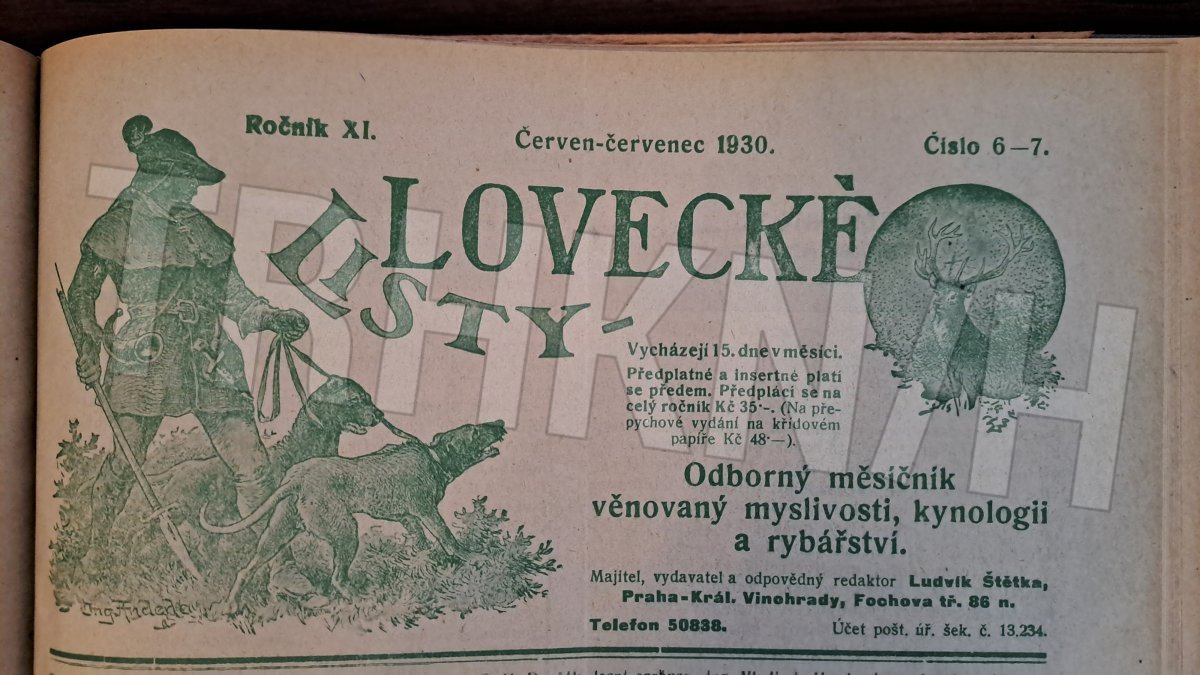 Ročník XI.
Červen-červenec 1930.
Číslo 6—7.
LOVECKÉ
LISTY-
Vycházejí 15. dne v měsíci.
Předplatné a insertné platí
se předem. Předplácí se na
celý ročník Kč 35·-. (Na pře-
pychové vydání na křídovém
papíře Kč 48·—).
Odborný měsíčník
věnovaný myslivosti, kynologii
a rybářství.
Majitel, vydavatel a odpovědný redaktor Ludvík Štětka,
Praha-Král. Vinohrady, Fochova tř. 86 n.
Telefon 50838.
Účet pošt. úř. šek. č. 13.234.
TRHKNIH